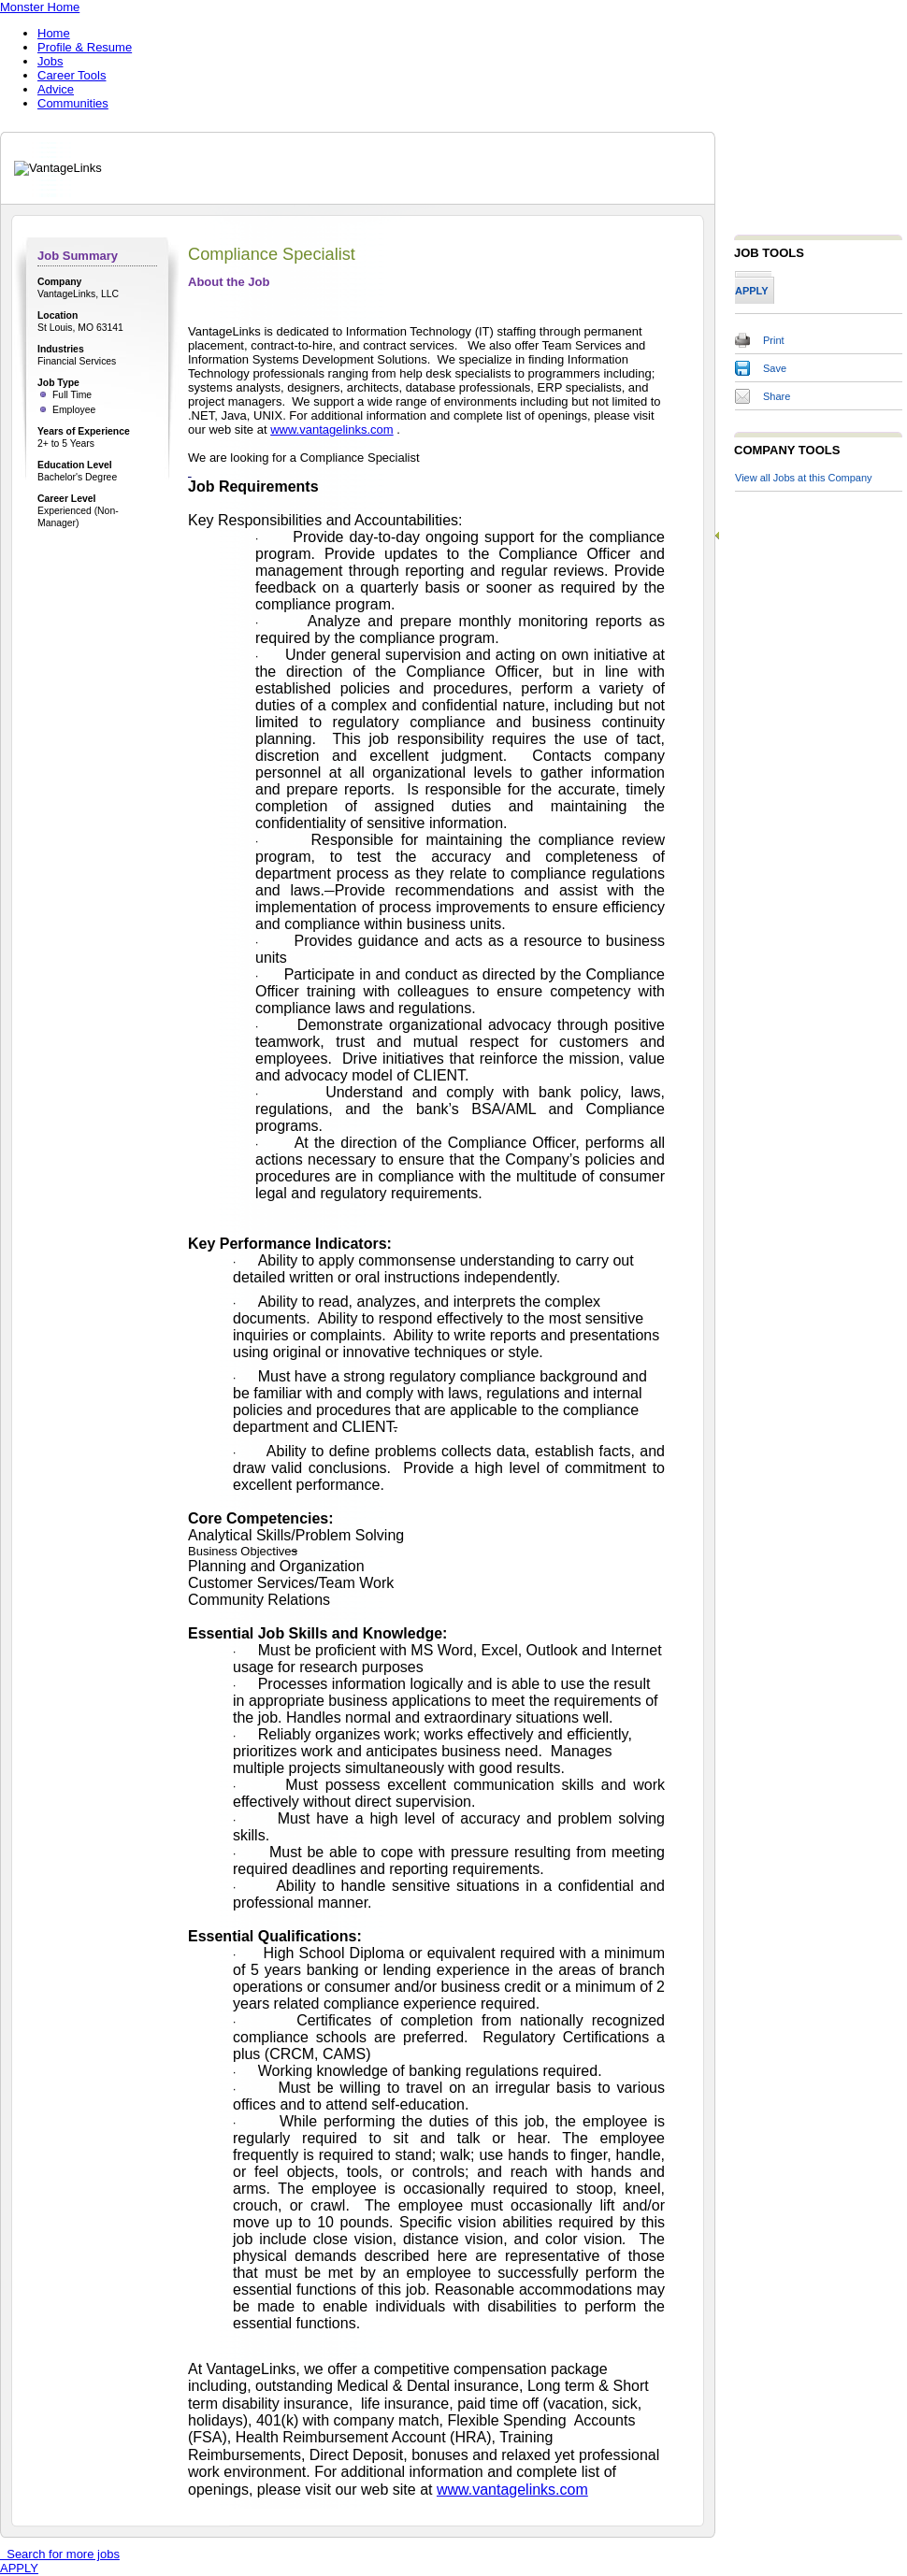 Monster Home
Home
Profile & Resume
Jobs
Career Tools
Advice
Communities
VantageLinks
Job Summary
Company
VantageLinks, LLC
Location
St Louis, MO 63141
Industries
Financial Services
Job Type
Full Time
Employee
Years of Experience
2+ to 5 Years
Education Level
Bachelor's Degree
Career Level
Experienced (Non-
Manager)
Compliance Specialist
About the Job
VantageLinks is dedicated to Information Technology (IT) staffing through permanent
placement, contract-to-hire, and contract services.   We also offer Team Services and
Information Systems Development Solutions.  We specialize in finding Information
Technology professionals ranging from help desk specialists to programmers including;
systems analysts, designers, architects, database professionals, ERP specialists, and
project managers.  We support a wide range of environments including but not limited to
.NET, Java, UNIX. For additional information and complete list of openings, please visit
our web site at www.vantagelinks.com .
We are looking for a Compliance Specialist
Job Requirements
Key Responsibilities and Accountabilities:
· Provide day-to-day ongoing support for the compliance
program. Provide updates to the Compliance Officer and
management through reporting and regular reviews. Provide
feedback on a quarterly basis or sooner as required by the
compliance program.
· Analyze and prepare monthly monitoring reports as
required by the compliance program.
· Under general supervision and acting on own initiative at
the direction of the Compliance Officer, but in line with
established policies and procedures, perform a variety of
duties of a complex and confidential nature, including but not
limited to regulatory compliance and business continuity
planning.  This job responsibility requires the use of tact,
discretion and excellent judgment.  Contacts company
personnel at all organizational levels to gather information
and prepare reports.  Is responsible for the accurate, timely
completion of assigned duties and maintaining the
confidentiality of sensitive information.
· Responsible for maintaining the compliance review
program, to test the accuracy and completeness of
department process as they relate to compliance regulations
and laws. Provide recommendations and assist with the
implementation of process improvements to ensure efficiency
and compliance within business units.
· Provides guidance and acts as a resource to business
units
· Participate in and conduct as directed by the Compliance
Officer training with colleagues to ensure competency with
compliance laws and regulations.
· Demonstrate organizational advocacy through positive
teamwork, trust and mutual respect for customers and
employees.  Drive initiatives that reinforce the mission, value
and advocacy model of CLIENT.
· Understand and comply with bank policy, laws,
regulations, and the bank’s BSA/AML and Compliance
programs.
· At the direction of the Compliance Officer, performs all
actions necessary to ensure that the Company’s policies and
procedures are in compliance with the multitude of consumer
legal and regulatory requirements.
Key Performance Indicators:
· Ability to apply commonsense understanding to carry out
detailed written or oral instructions independently.
· Ability to read, analyzes, and interprets the complex
documents.  Ability to respond effectively to the most sensitive
inquiries or complaints.  Ability to write reports and presentations
using original or innovative techniques or style.
· Must have a strong regulatory compliance background and
be familiar with and comply with laws, regulations and internal
policies and procedures that are applicable to the compliance
department and CLIENT.
· Ability to define problems collects data, establish facts, and
draw valid conclusions.  Provide a high level of commitment to
excellent performance.
Core Competencies:
Analytical Skills/Problem Solving
Business Objectives
Planning and Organization
Customer Services/Team Work
Community Relations
Essential Job Skills and Knowledge:
· Must be proficient with MS Word, Excel, Outlook and Internet
usage for research purposes
· Processes information logically and is able to use the result
in appropriate business applications to meet the requirements of
the job. Handles normal and extraordinary situations well.
· Reliably organizes work; works effectively and efficiently,
prioritizes work and anticipates business need.  Manages
multiple projects simultaneously with good results.
· Must possess excellent communication skills and work
effectively without direct supervision.
· Must have a high level of accuracy and problem solving
skills.
· Must be able to cope with pressure resulting from meeting
required deadlines and reporting requirements.
· Ability to handle sensitive situations in a confidential and
professional manner.
Essential Qualifications:
· High School Diploma or equivalent required with a minimum
of 5 years banking or lending experience in the areas of branch
operations or consumer and/or business credit or a minimum of 2
years related compliance experience required.
· Certificates of completion from nationally recognized
compliance schools are preferred.  Regulatory Certifications a
plus (CRCM, CAMS)
· Working knowledge of banking regulations required.
· Must be willing to travel on an irregular basis to various
offices and to attend self-education.
· While performing the duties of this job, the employee is
regularly required to sit and talk or hear. The employee
frequently is required to stand; walk; use hands to finger, handle,
or feel objects, tools, or controls; and reach with hands and
arms. The employee is occasionally required to stoop, kneel,
crouch, or crawl.  The employee must occasionally lift and/or
move up to 10 pounds. Specific vision abilities required by this
job include close vision, distance vision, and color vision.  The
physical demands described here are representative of those
that must be met by an employee to successfully perform the
essential functions of this job. Reasonable accommodations may
be made to enable individuals with disabilities to perform the
essential functions.
At VantageLinks, we offer a competitive compensation package
including, outstanding Medical & Dental insurance, Long term & Short
term disability insurance,  life insurance, paid time off (vacation, sick,
holidays), 401(k) with company match, Flexible Spending  Accounts
(FSA), Health Reimbursement Account (HRA), Training
Reimbursements, Direct Deposit, bonuses and relaxed yet professional
work environment. For additional information and complete list of
openings, please visit our web site at www.vantagelinks.com
JOB TOOLS
APPLY
Print
Save
Share
COMPANY TOOLS
View all Jobs at this Company
Search for more jobs
APPLY